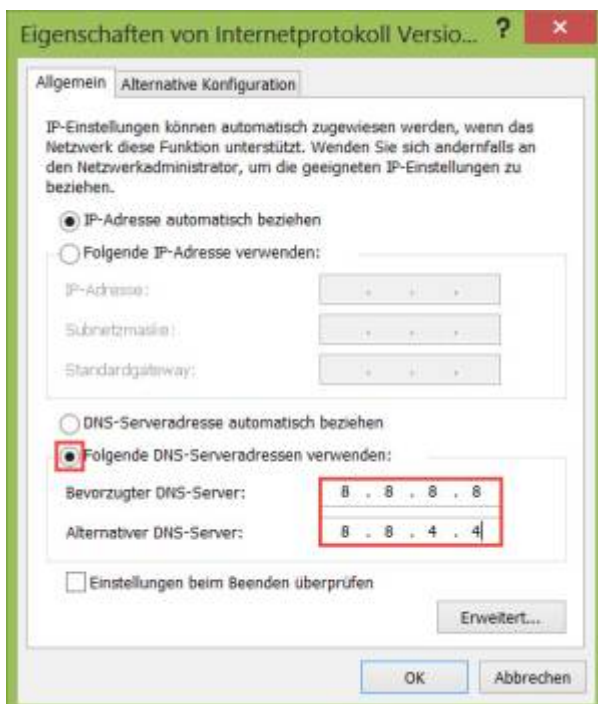 Eigenschaften von Internetprotokoll Versio... ?
Allgemein Alternative Konfiguration
IP-Einstellungen können automatisch zugewiesen werden, wenn das
Netzwerk diese Funktion unterstützt. Wenden Sie sich andernfalls an
den Netzwerkadministrator, um die geeigneten IP-Einstellungen zu
beziehen.
IP-Adresse automatisch beziehen
Folgende IP-Adresse verwenden:
IP-Adresse:
Subnetzmaske:
Standardgateway:
DNS-Serveradresse automatisch beziehen
Folgende DNS-Serveradressen verwenden:
Bevorzugter DNS-Server: 8 . 8 . 8 . 8
Alternativer DNS-Server: 8 . 8 . 4 . 4
Einstellungen beim Beenden überprüfen
Erweitert...
OK Abbrechen